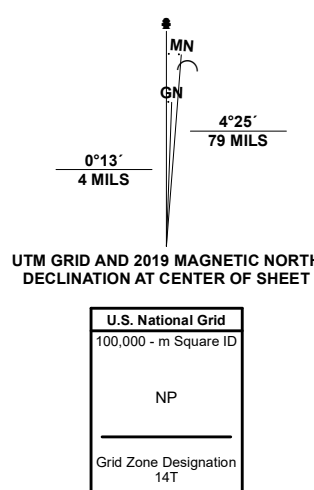 MN
GN
4°25´
79 MILS
0°13´
4 MILS
UTM GRID AND 2019 MAGNETIC NORTH
DECLINATION AT CENTER OF SHEET
U.S. National Grid
100,000 - m Square ID
NP
Grid Zone Designation
14T